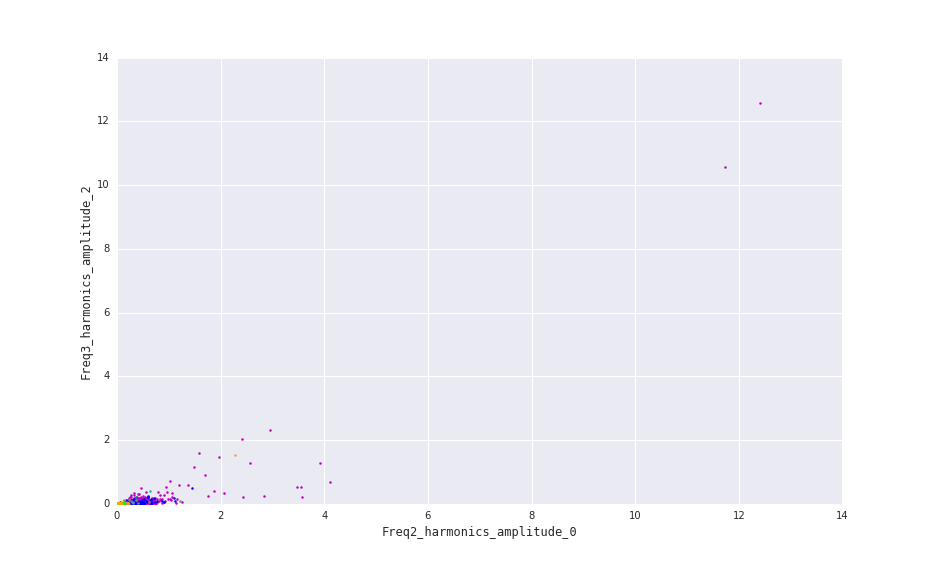 14
12
10
8
6
4
2
0
Freq3_harmonics_amplitude_2
0 2 4 6 8 10 12 14
Freq2_harmonics_amplitude_0